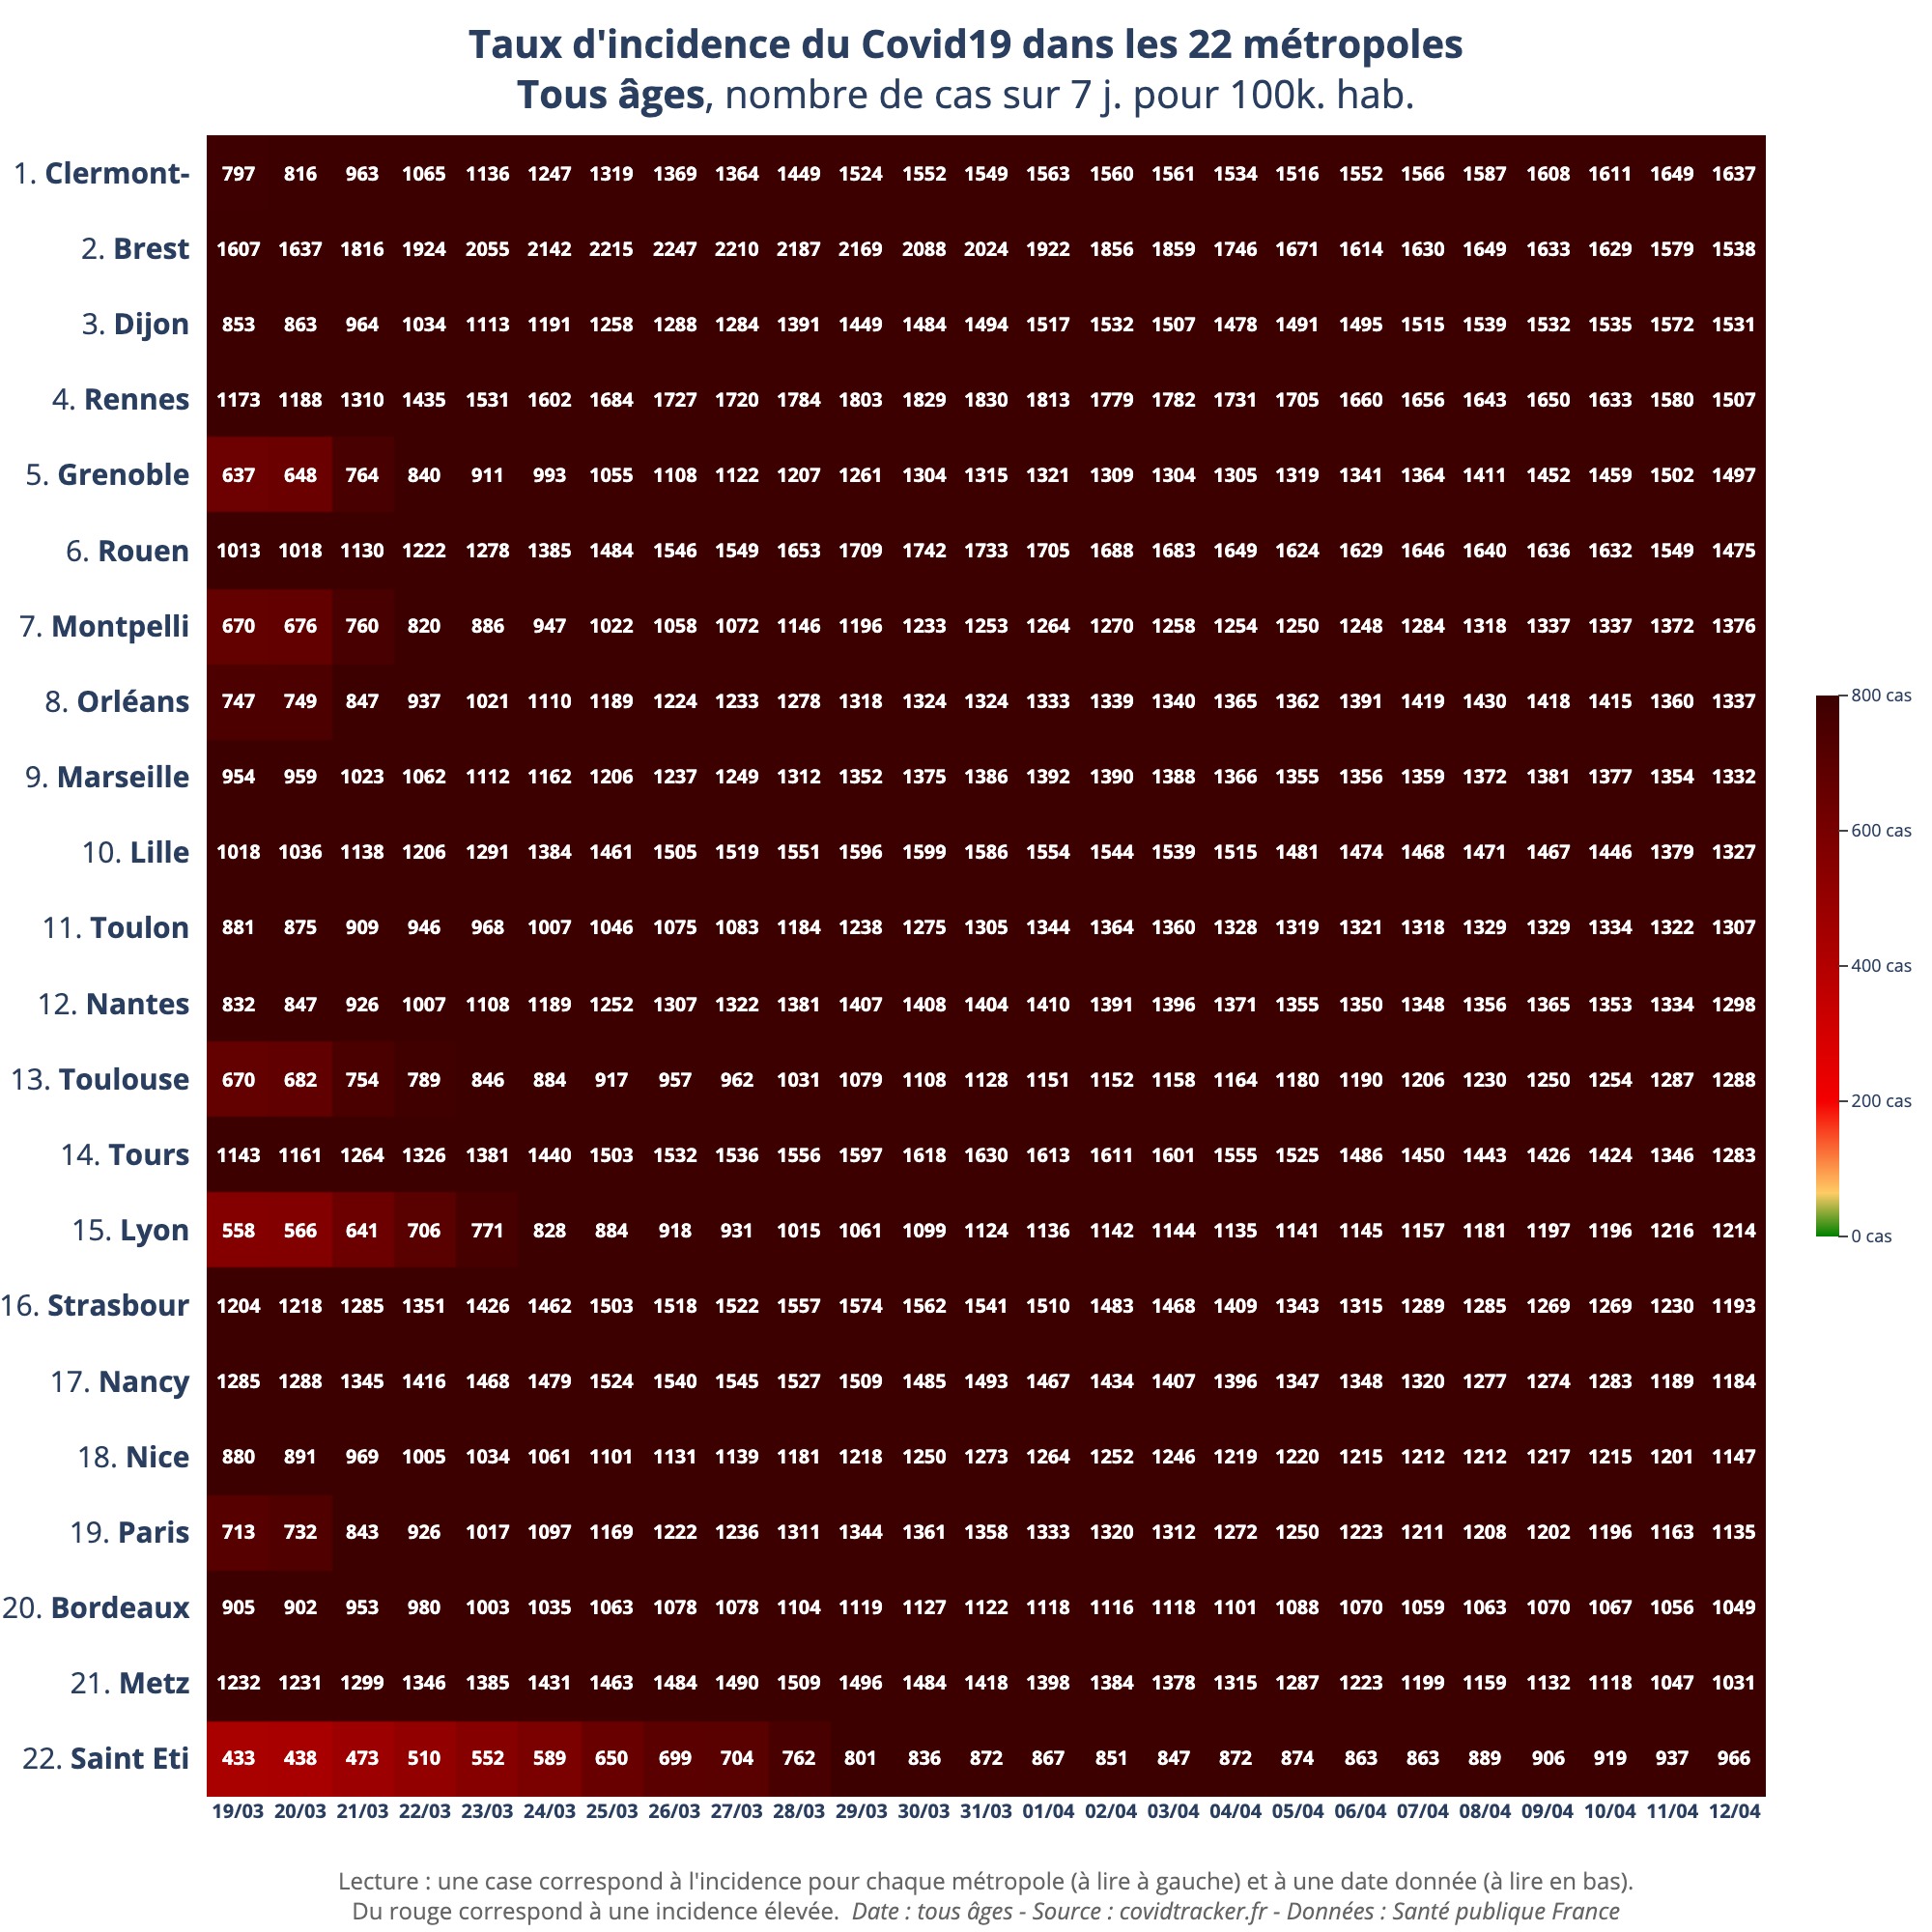 Taux d'incidence du Covid19 dans les 22 métropoles
Tous âges, nombre de cas sur 7 j. pour 100k. hab.
1. Clermont- 797 816 963 1065 1136 1247 1319 1369 1364 1449 1524 1552 1549 1563 1560 1561 1534 1516 1552 1566 1587 1608 1611 1649 1637
2. Brest 1607 1637 1816 1924 2055 2142 2215 2247 2210 2187 2169 2088 2024 1922 1856 1859 1746 1671 1614 1630 1649 1633 1629 1579 1538
3. Dijon 853 863 964 1034 1113 1191 1258 1288 1284 1391 1449 1484 1494 1517 1532 1507 1478 1491 1495 1515 1539 1532 1535 1572 1531
4. Rennes 1173 1188 1310 1435 1531 1602 1684 1727 1720 1784 1803 1829 1830 1813 1779 1782 1731 1705 1660 1656 1643 1650 1633 1580 1507
5. Grenoble 637 648 764 840 911 993 1055 1108 1122 1207 1261 1304 1315 1321 1309 1304 1305 1319 1341 1364 1411 1452 1459 1502 1497
6. Rouen 1013 1018 1130 1222 1278 1385 1484 1546 1549 1653 1709 1742 1733 1705 1688 1683 1649 1624 1629 1646 1640 1636 1632 1549 1475
7. Montpelli 670 676 760 820 886 947 1022 1058 1072 1146 1196 1233 1253 1264 1270 1258 1254 1250 1248 1284 1318 1337 1337 1372 1376
8. Orléans 747 749 847 937 1021 1110 1189 1224 1233 1278 1318 1324 1324 1333 1339 1340 1365 1362 1391 1419 1430 1418 1415 1360 1337
9. Marseille 954 959 1023 1062 1112 1162 1206 1237 1249 1312 1352 1375 1386 1392 1390 1388 1366 1355 1356 1359 1372 1381 1377 1354 1332
10. Lille 1018 1036 1138 1206 1291 1384 1461 1505 1519 1551 1596 1599 1586 1554 1544 1539 1515 1481 1474 1468 1471 1467 1446 1379 1327
11. Toulon 881 875 909 946 968 1007 1046 1075 1083 1184 1238 1275 1305 1344 1364 1360 1328 1319 1321 1318 1329 1329 1334 1322 1307
12. Nantes 832 847 926 1007 1108 1189 1252 1307 1322 1381 1407 1408 1404 1410 1391 1396 1371 1355 1350 1348 1356 1365 1353 1334 1298
13. Toulouse 670 682 754 789 846 884 917 957 962 1031 1079 1108 1128 1151 1152 1158 1164 1180 1190 1206 1230 1250 1254 1287 1288
14. Tours 1143 1161 1264 1326 1381 1440 1503 1532 1536 1556 1597 1618 1630 1613 1611 1601 1555 1525 1486 1450 1443 1426 1424 1346 1283
15. Lyon 558 566 641 706 771 828 884 918 931 1015 1061 1099 1124 1136 1142 1144 1135 1141 1145 1157 1181 1197 1196 1216 1214
16. Strasbour 1204 1218 1285 1351 1426 1462 1503 1518 1522 1557 1574 1562 1541 1510 1483 1468 1409 1343 1315 1289 1285 1269 1269 1230 1193
17. Nancy 1285 1288 1345 1416 1468 1479 1524 1540 1545 1527 1509 1485 1493 1467 1434 1407 1396 1347 1348 1320 1277 1274 1283 1189 1184
18. Nice 880 891 969 1005 1034 1061 1101 1131 1139 1181 1218 1250 1273 1264 1252 1246 1219 1220 1215 1212 1212 1217 1215 1201 1147
19. Paris 713 732 843 926 1017 1097 1169 1222 1236 1311 1344 1361 1358 1333 1320 1312 1272 1250 1223 1211 1208 1202 1196 1163 1135
20. Bordeaux 905 902 953 980 1003 1035 1063 1078 1078 1104 1119 1127 1122 1118 1116 1118 1101 1088 1070 1059 1063 1070 1067 1056 1049
21. Metz 1232 1231 1299 1346 1385 1431 1463 1484 1490 1509 1496 1484 1418 1398 1384 1378 1315 1287 1223 1199 1159 1132 1118 1047 1031
22. Saint Eti 433 438 473 510 552 589 650 699 704 762 801 836 872 867 851 847 872 874 863 863 889 906 919 937 966
19/03 20/03 21/03 22/03 23/03 24/03 25/03 26/03 27/03 28/03 29/03 30/03 31/03 01/04 02/04 03/04 04/04 05/04 06/04 07/04 08/04 09/04 10/04 11/04 12/04
800 cas
600 cas
400 cas
200 cas
0 cas
Lecture : une case correspond à l'incidence pour chaque métropole (à lire à gauche) et à une date donnée (à lire en bas).
Du rouge correspond à une incidence élevée. Date : tous âges - Source : covidtracker.fr - Données : Santé publique France